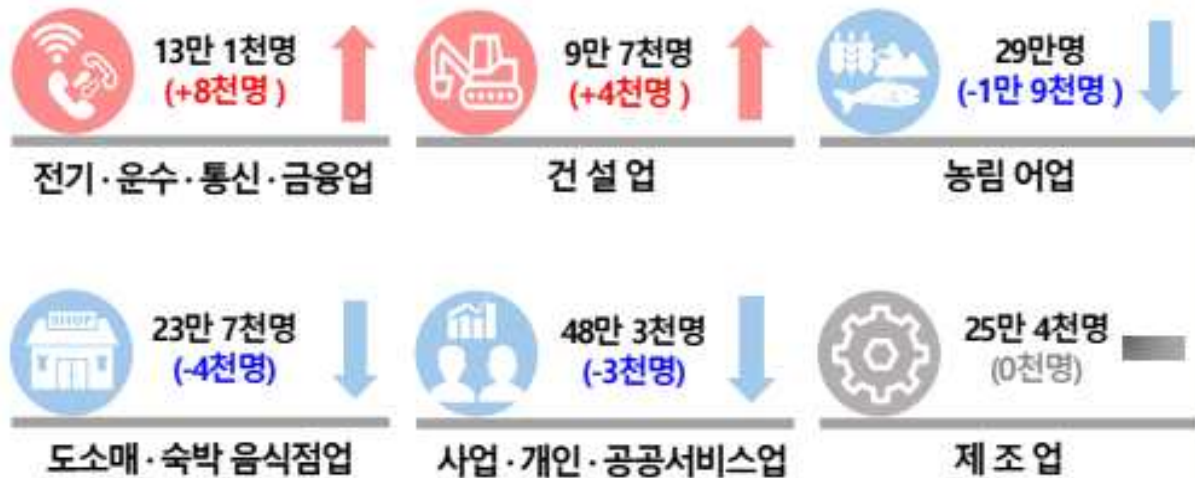 13만 1천명
(+8천명 )
전기 · 운수 · 통신 · 금융업
9만 7천명
(+4천명 )
건 설 업
29만명
(-1만 9천명 )
농림 어업
SHOP
23만 7천명
(-4천명)
도소매 · 숙박 음식점업
48만 3천명
(-3천명)
사업 · 개인 · 공공서비스업
25만 4천명
(0천명)
제 조 업